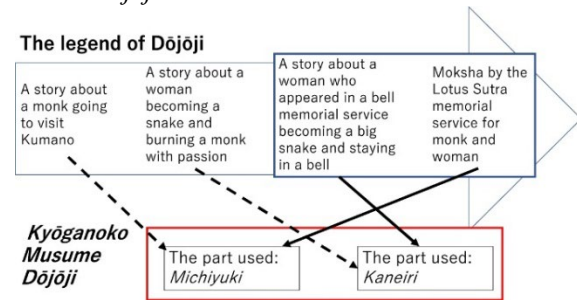 The legend of Dōjōji
A story about
a monk going
to visit
Kumano
A story about a
woman
becoming a
snake and
burning a monk
with passion
A story about a
woman who
appeared in a bell
memorial service
becoming a big
snake and staying
in a bell
Moksha by the
Lotus Sutra
memorial
service for
monk and
woman
Kyōganoko
Musume
Dōjōji
The part used:
Michiyuki
The part used:
Kaneiri